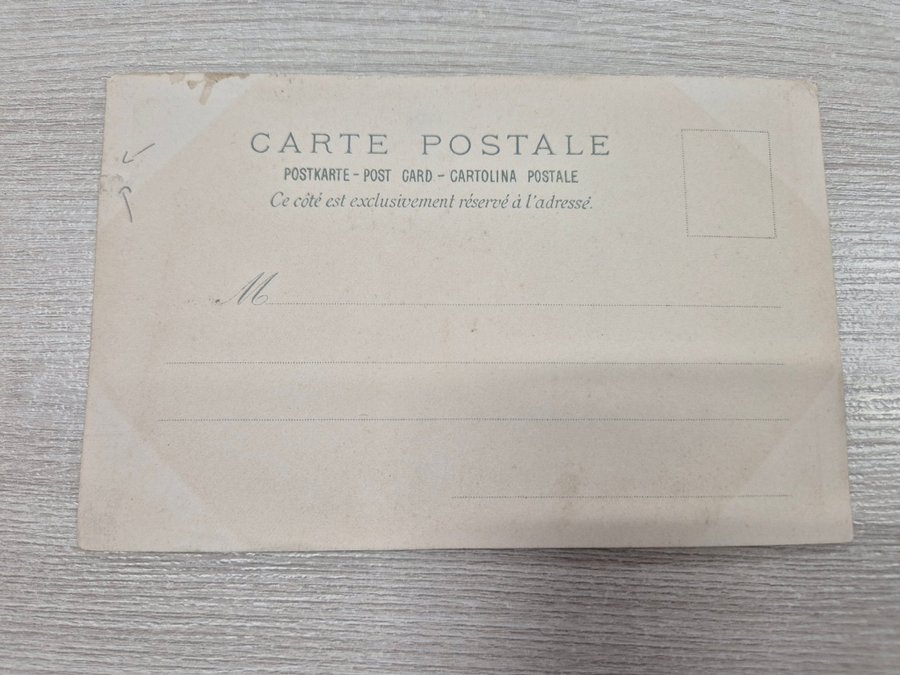 CARTE POSTALE
POSTKARTE - POST CARD - CARTOLINA POSTALE
Ce côté est exclusivement réservé à l'adressé.
M